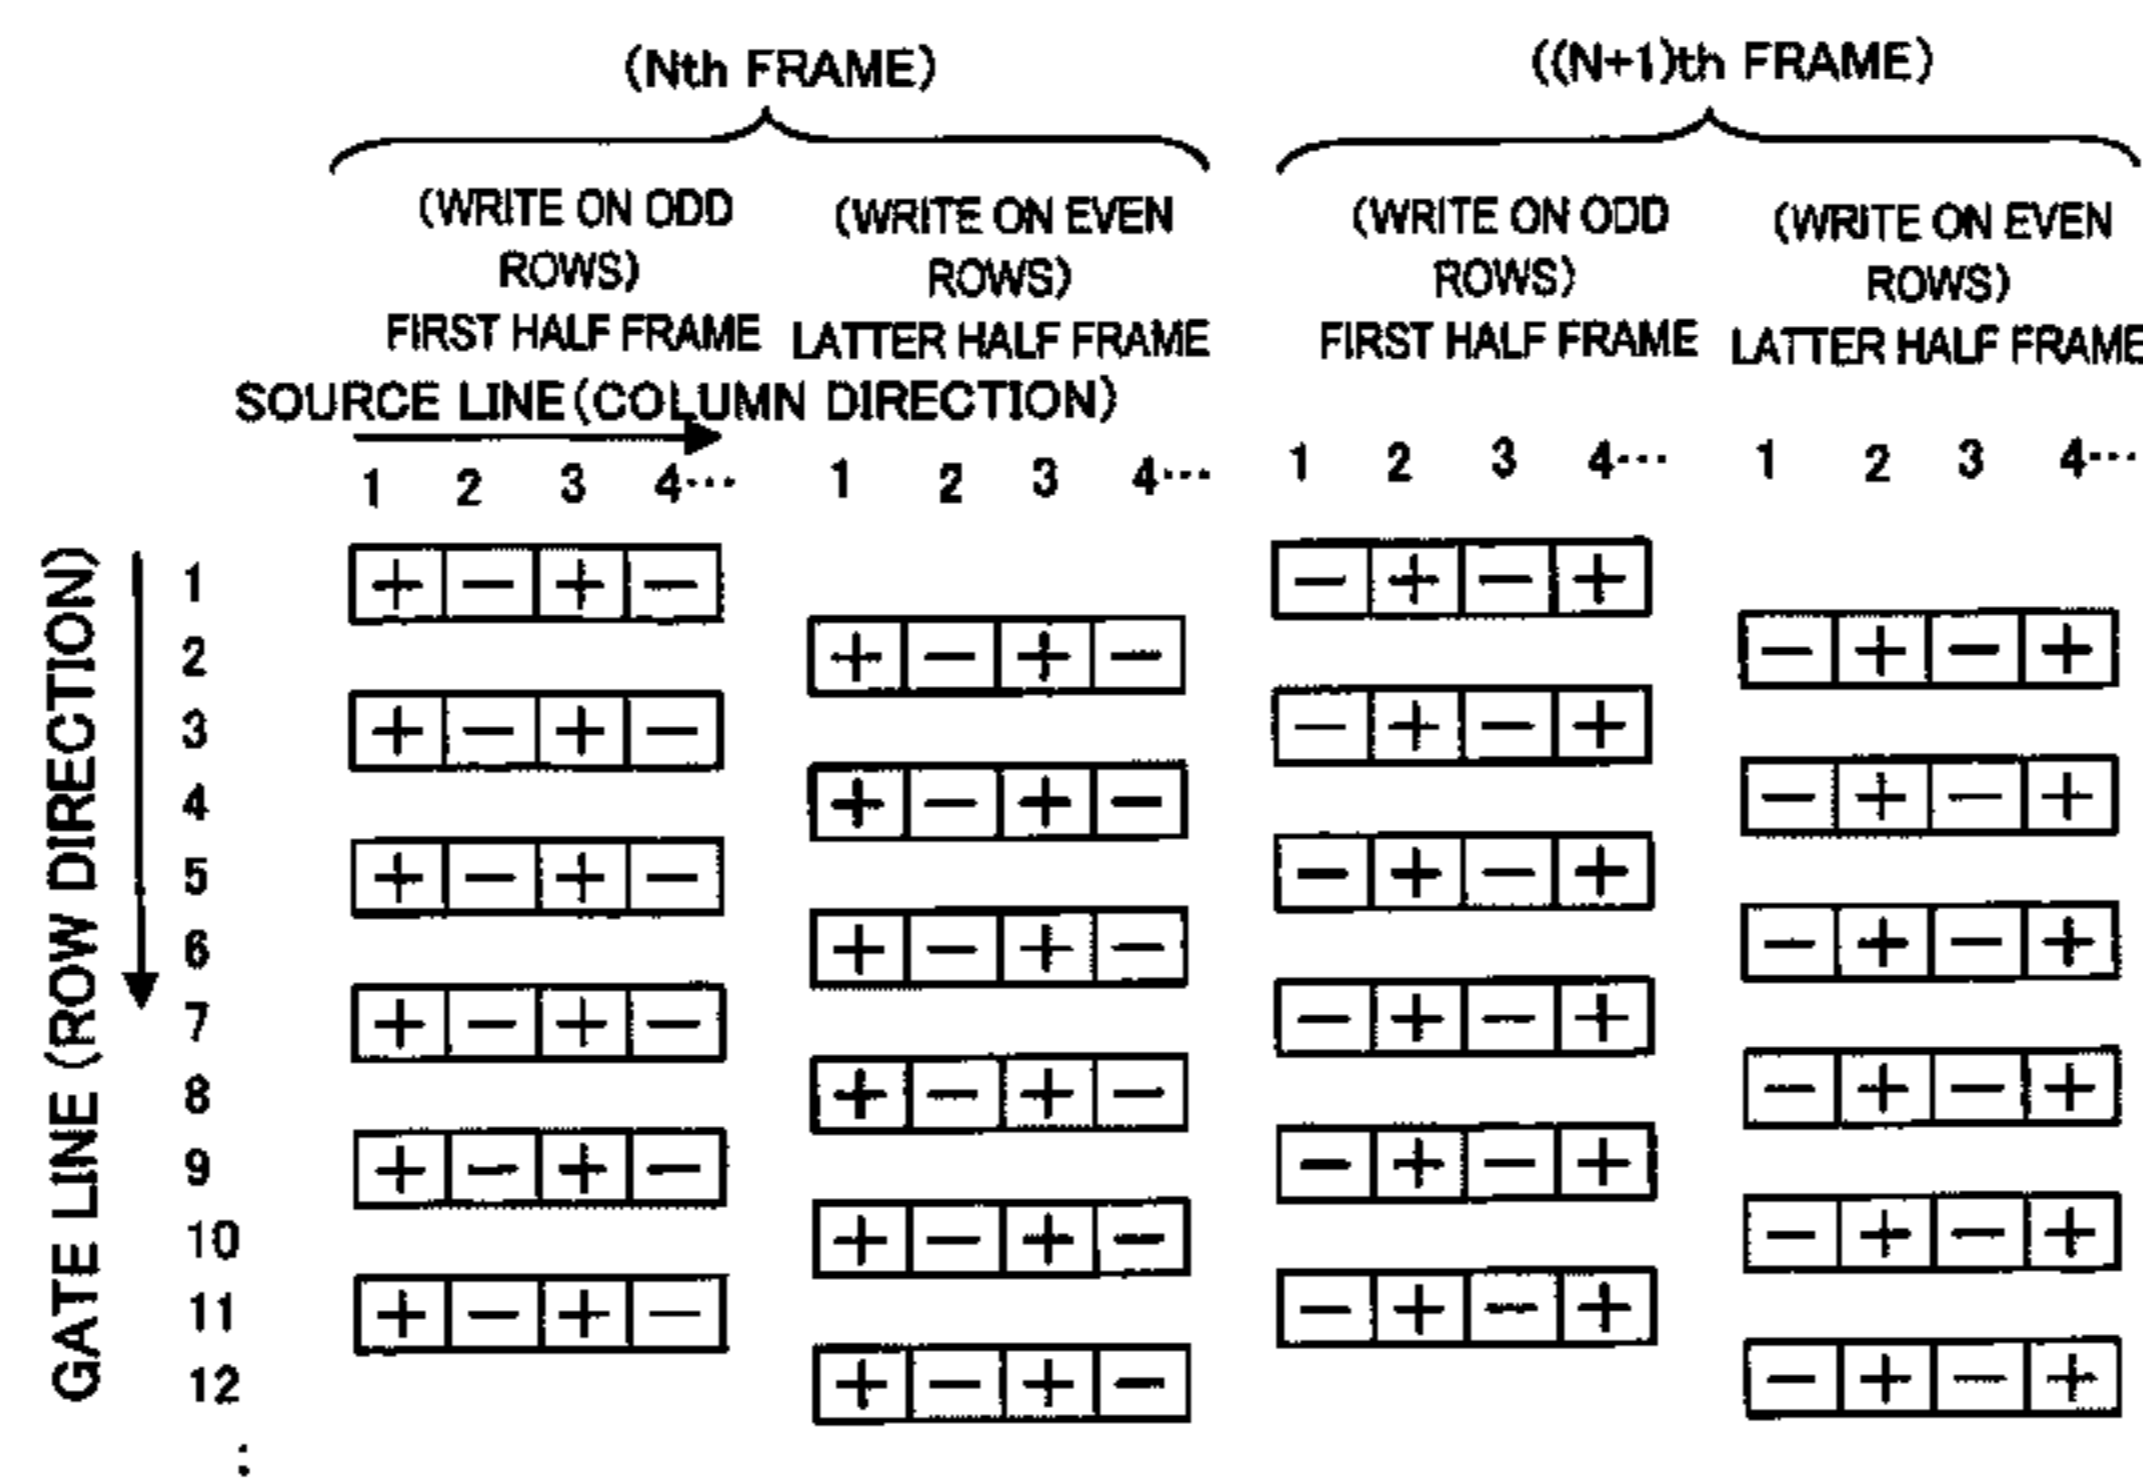 (Nth FRAME) ((N+1)th FRAME)
(WRITE ON ODD ROWS) FIRST HALF FRAME
(WRITE ON EVEN ROWS) LATTER HALF FRAME
(WRITE ON ODD ROWS) FIRST HALF FRAME
(WRITE ON EVEN ROWS) LATTER HALF FRAME
SOURCE LINE (COLUMN DIRECTION)
1 2 3 4··· 1 2 3 4··· 1 2 3 4··· 1 2 3 4···
GATE LINE (ROW DIRECTION)
1 + − + − − + − +
2 + − + − − + − +
3 + − + − − + − +
4 + − + − − + − +
5 + − + − − + − +
6 + − + − − + − +
7 + − + − − + − +
8 + − + − − + − +
9 + − + − − + − +
10 + − + − − + − +
11 + − + − − + − +
12 + − + − − + − +
: